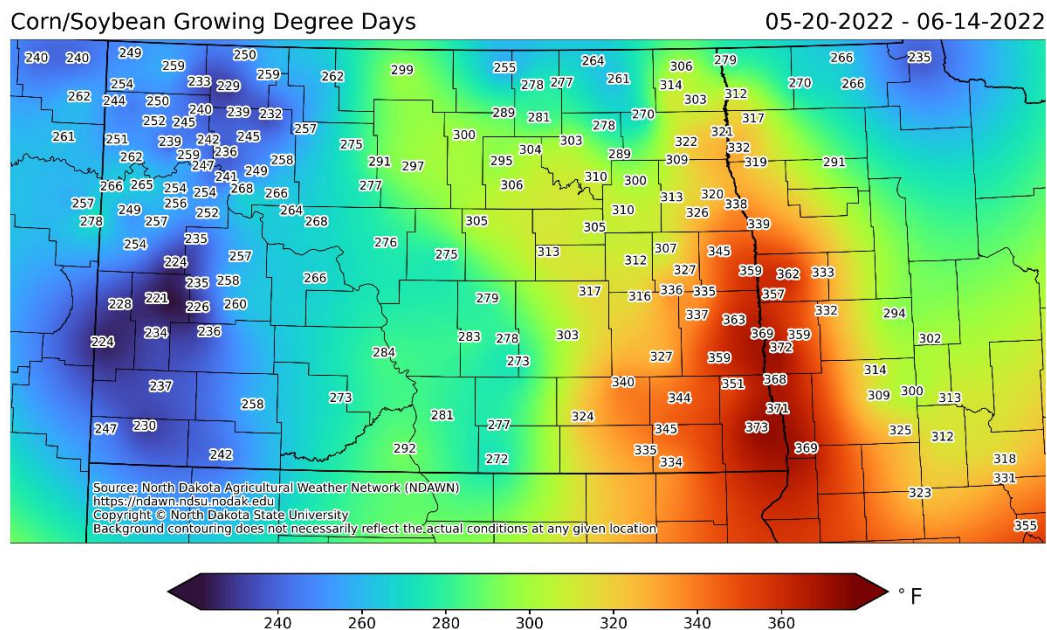 Corn/Soybean Growing Degree Days 05-20-2022 - 06-14-2022
240 240 249 259 250 262 299 255 264 306 279 266 235
254 233 229 259 278 277 261 314 270 266
262 244 250 240 239 232 289 281 270 303 312
252 245 257 278 317
261 251 239 242 245 275 300 303 322 321
262 259 236 258 291 297 295 304 289 309 332 319 291
247 241 249
266 265 254 254 268 266 277 306 310 300 313 320
257 249 256 252 264 310 326 338
278 257 268 305 305 339
254 235 276 313 307 345
224 257 275 312
235 258 266 327 359 362 333
228 221 226 260 279 317 316 336 335 357
337 363 332 294
224 234 236 283 278 303 369 359 302
284 273 327 359 372
237 340 351 368 314
258 273 344 309 300 313
281 324 371
247 230 277 345 373 325 312
242 292 272 335 334 369 318
331
323
355
Source: North Dakota Agricultural Weather Network (NDAWN)
https://ndawn.ndsu.nodak.edu
Copyright © North Dakota State University
Background contouring does not necessarily reflect the actual conditions at any given location
240 260 280 300 320 340 360 °F